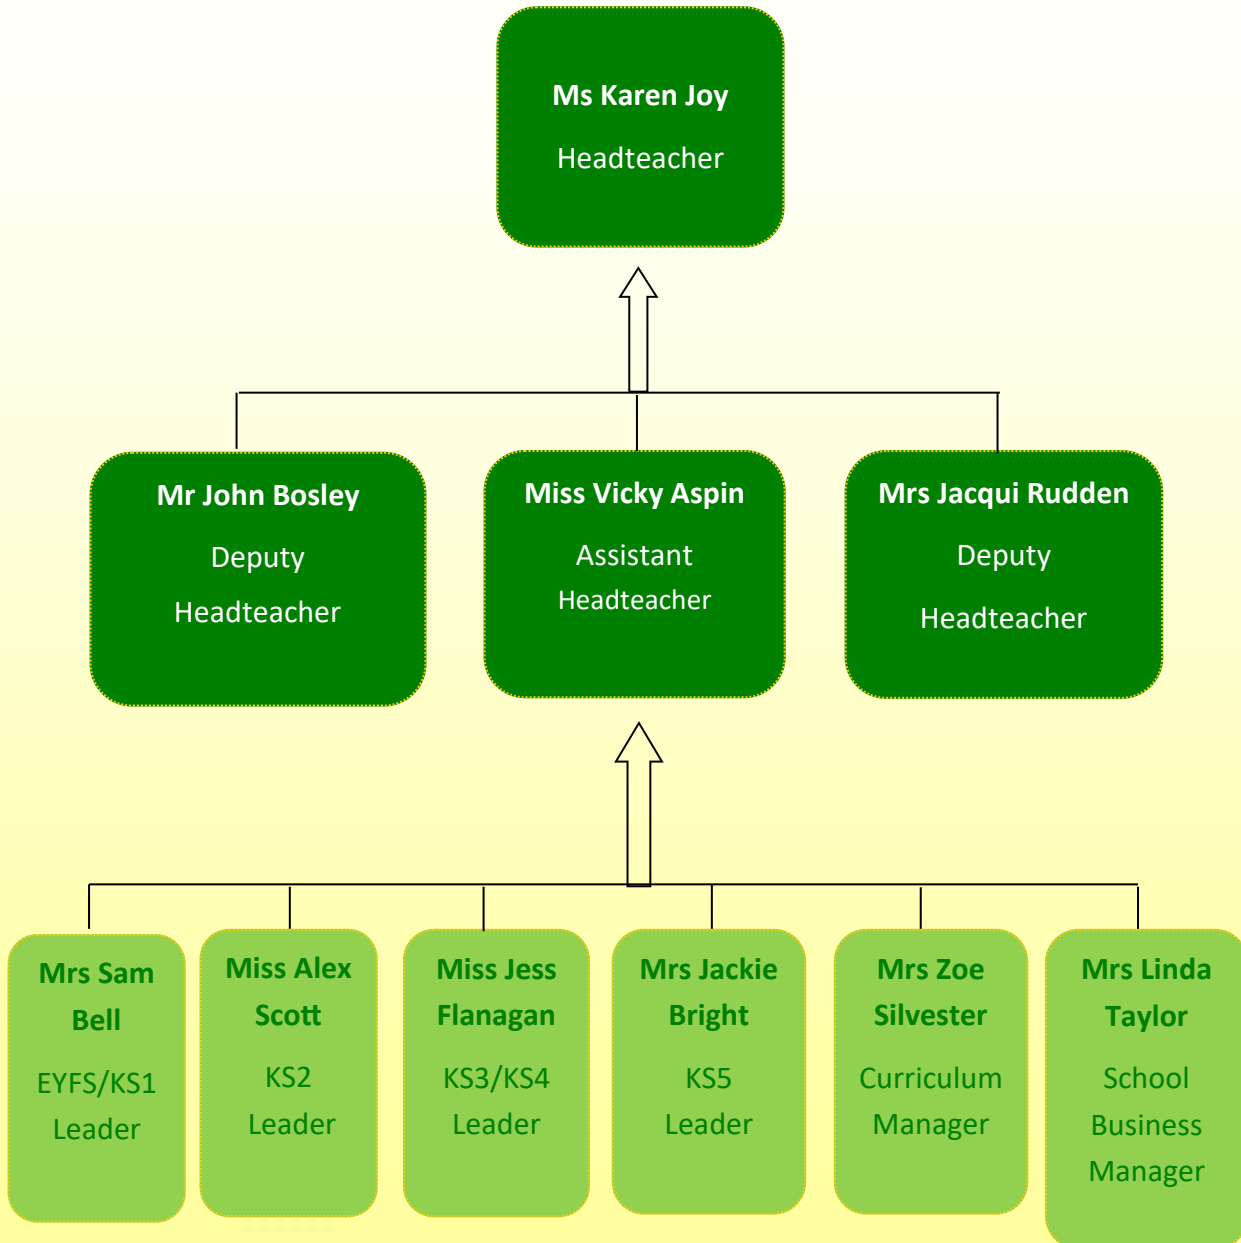 Ms Karen Joy
Headteacher
Mr John Bosley
Deputy
Headteacher
Miss Vicky Aspin
Assistant
Headteacher
Mrs Jacqui Rudden
Deputy
Headteacher
Mrs Sam
Bell
EYFS/KS1
Leader
Miss Alex
Scott
KS2
Leader
Miss Jess
Flanagan
KS3/KS4
Leader
Mrs Jackie
Bright
KS5
Leader
Mrs Zoe
Silvester
Curriculum
Manager
Mrs Linda
Taylor
School
Business
Manager